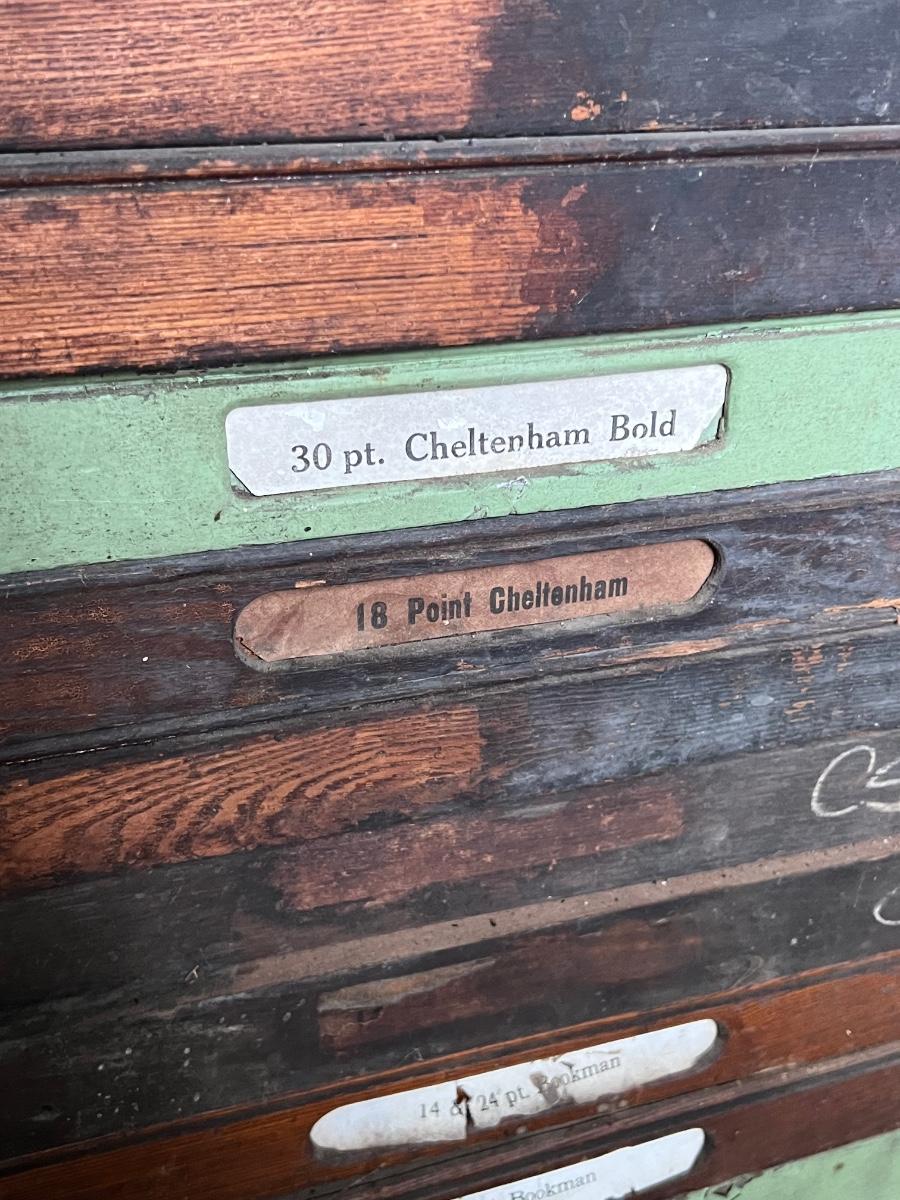 30 pt. Cheltenham Bold
18 Point Cheltenham
14 & 24 pt. Bookman
Bookman